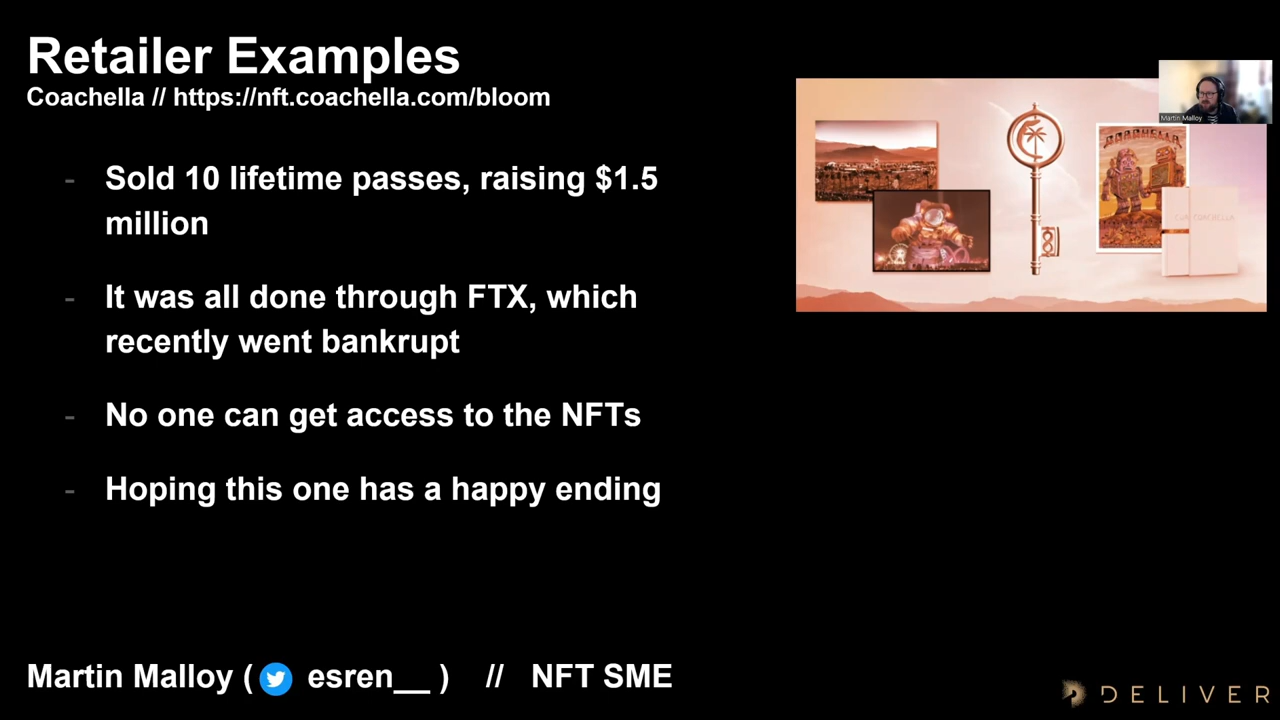 Retailer Examples
Coachella // https://nft.coachella.com/bloom
- Sold 10 lifetime passes, raising $1.5
million
- It was all done through FTX, which
recently went bankrupt
- No one can get access to the NFTs
- Hoping this one has a happy ending
Martin Malloy
COACHELLA
COACHELLA
Martin Malloy ( esren__ ) // NFT SME
DELIVER